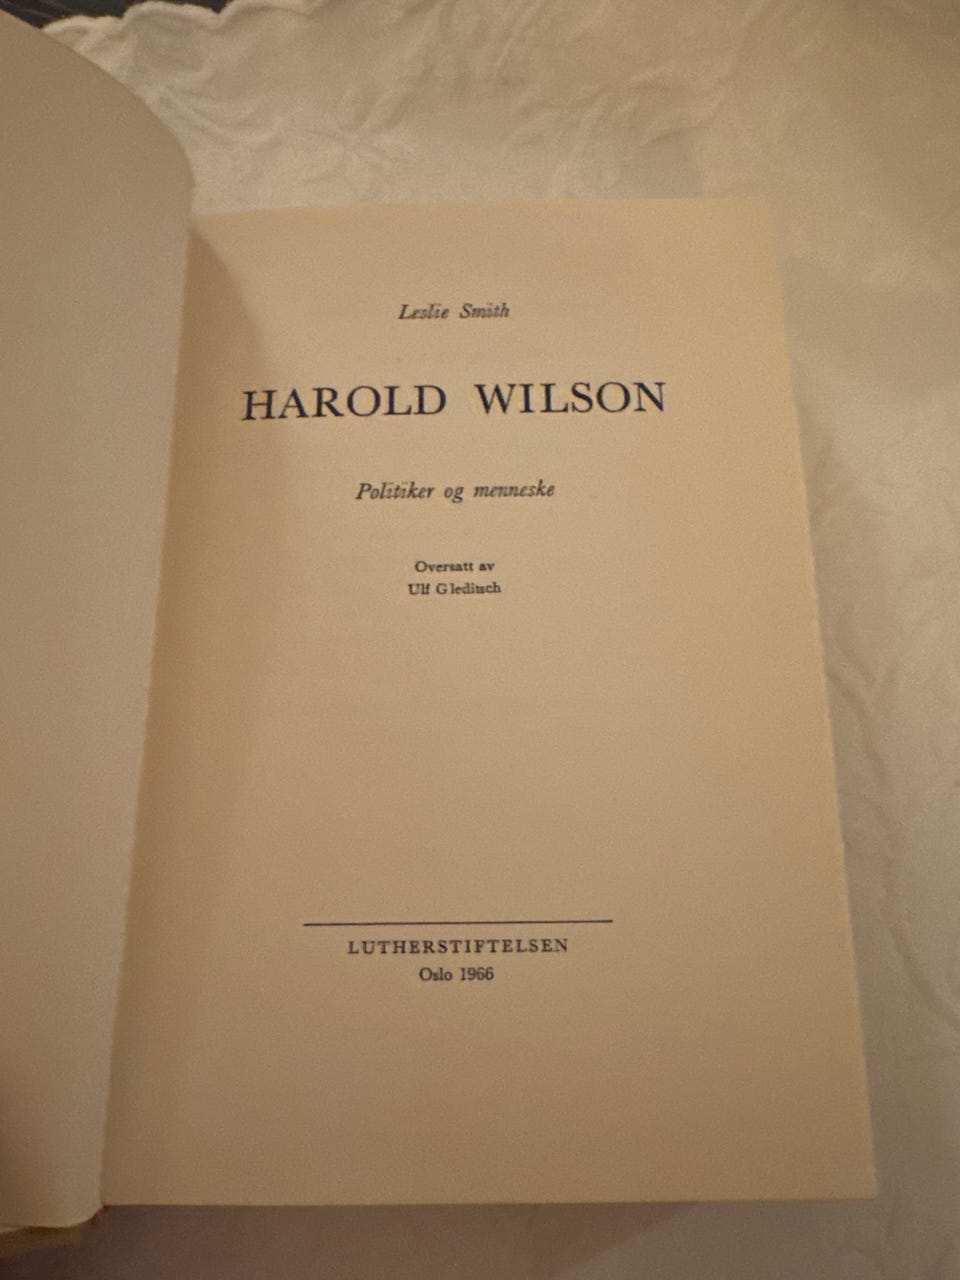 Leslie Smith
HAROLD WILSON
Politiker og menneske
Oversatt av
Ulf Gleditsch
LUTHERSTIFTELSEN
Oslo 1966